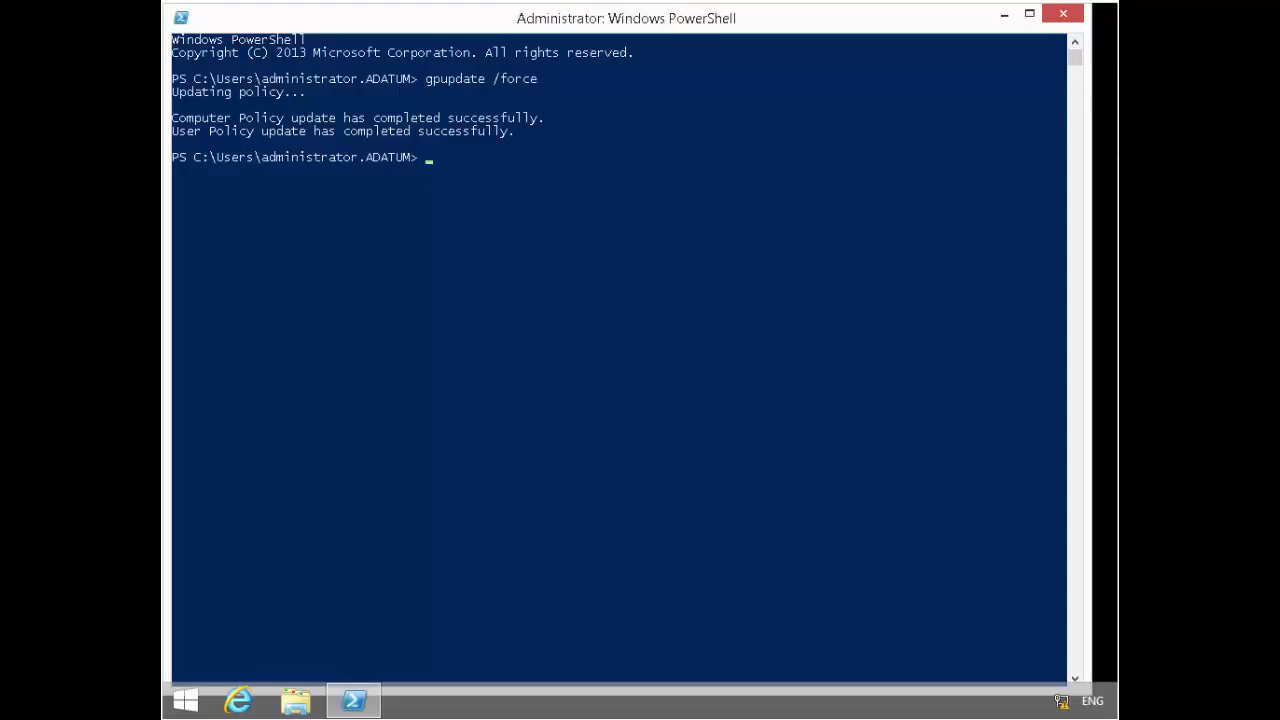 Administrator: Windows PowerShell
Windows PowerShell
Copyright (C) 2013 Microsoft Corporation. All rights reserved.
PS C:\Users\administrator.ADATUM> gpupdate /force
Updating policy...
Computer Policy update has completed successfully.
User Policy update has completed successfully.
PS C:\Users\administrator.ADATUM>
ENG